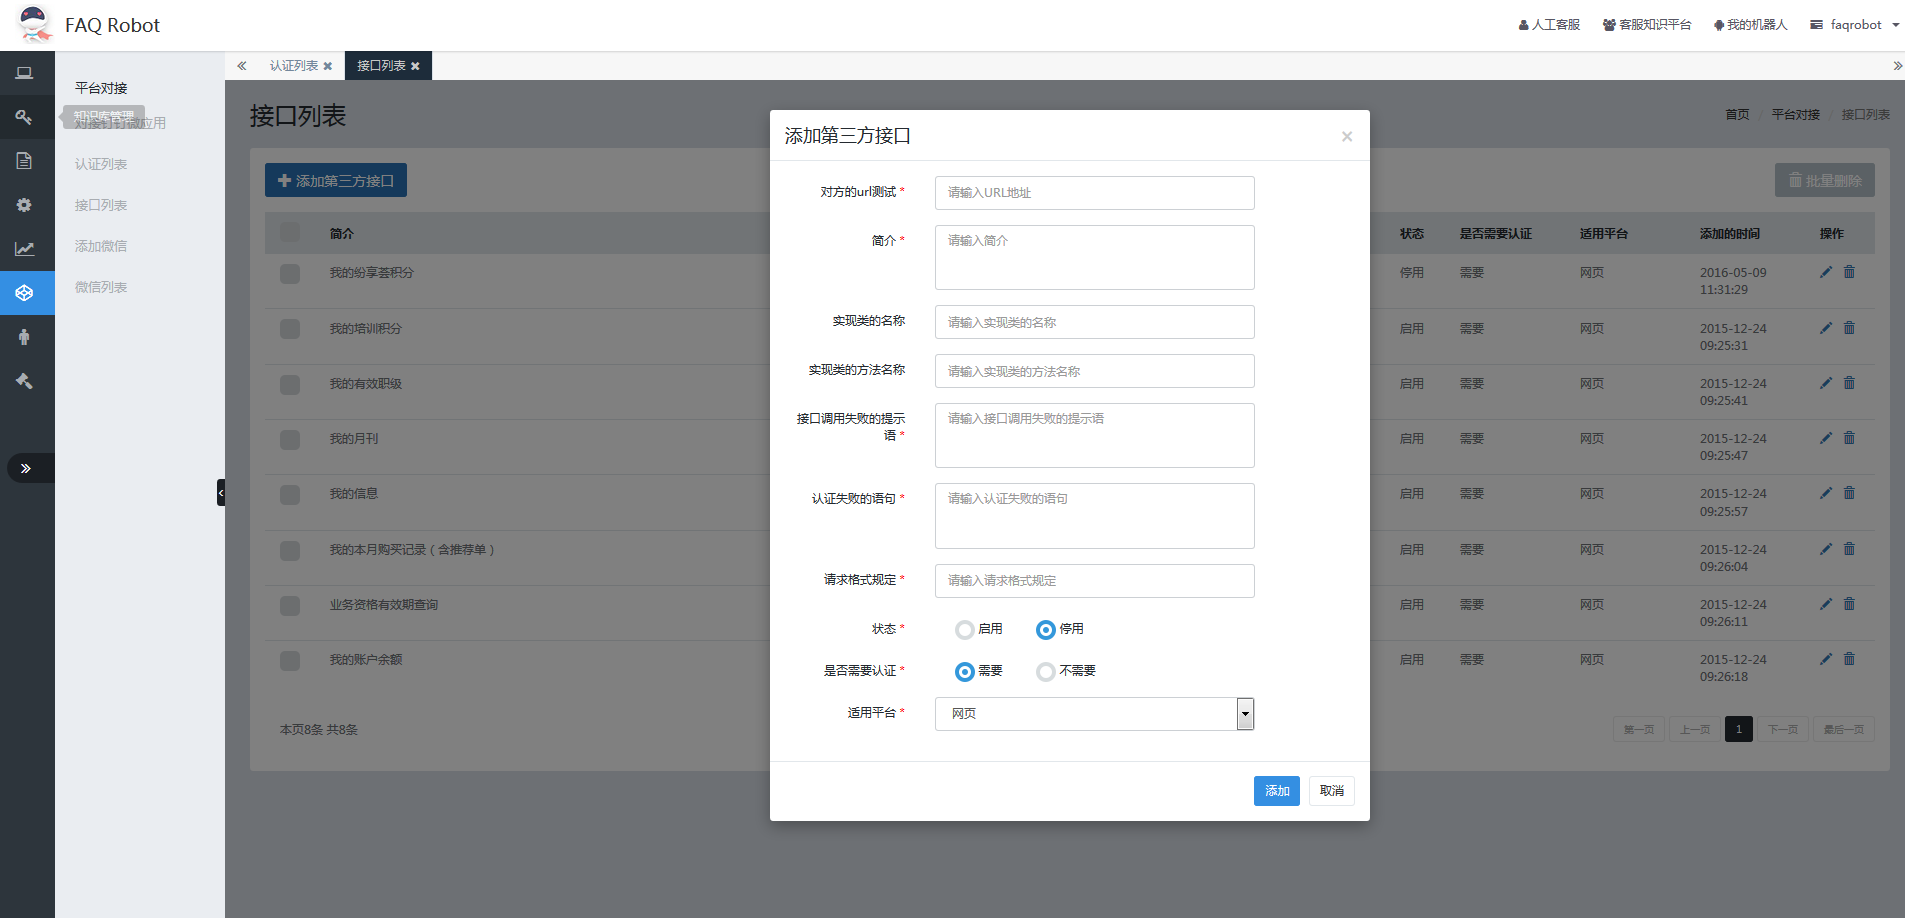 FAQ Robot
人工客服
客服知识平台
我的机器人
faqrobot
平台对接
知识库管理
对接钉钉微应用
认证列表
接口列表
添加微信
微信列表
认证列表
接口列表
接口列表
首页 / 平台对接 / 接口列表
添加第三方接口
批量删除
简介
状态
是否需要认证
适用平台
添加的时间
操作
我的纷享荟积分
停用
需要
网页
2016-05-09
11:31:29
我的培训积分
启用
需要
网页
2015-12-24
09:25:31
我的有效职级
启用
需要
网页
2015-12-24
09:25:41
我的月刊
启用
需要
网页
2015-12-24
09:25:47
我的信息
启用
需要
网页
2015-12-24
09:25:57
我的本月购买记录（含推荐单）
启用
需要
网页
2015-12-24
09:26:04
业务资格有效期查询
启用
需要
网页
2015-12-24
09:26:11
我的账户余额
启用
需要
网页
2015-12-24
09:26:18
本页8条 共8条
第一页
上一页
1
下一页
最后一页
添加第三方接口
×
对方的url测试 *
请输入URL地址
简介 *
请输入简介
实现类的名称
请输入实现类的名称
实现类的方法名称
请输入实现类的方法名称
接口调用失败的提示
语 *
请输入接口调用失败的提示语
认证失败的语句 *
请输入认证失败的语句
请求格式规定 *
请输入请求格式规定
状态 *
启用
停用
是否需要认证 *
需要
不需要
适用平台 *
网页
添加
取消